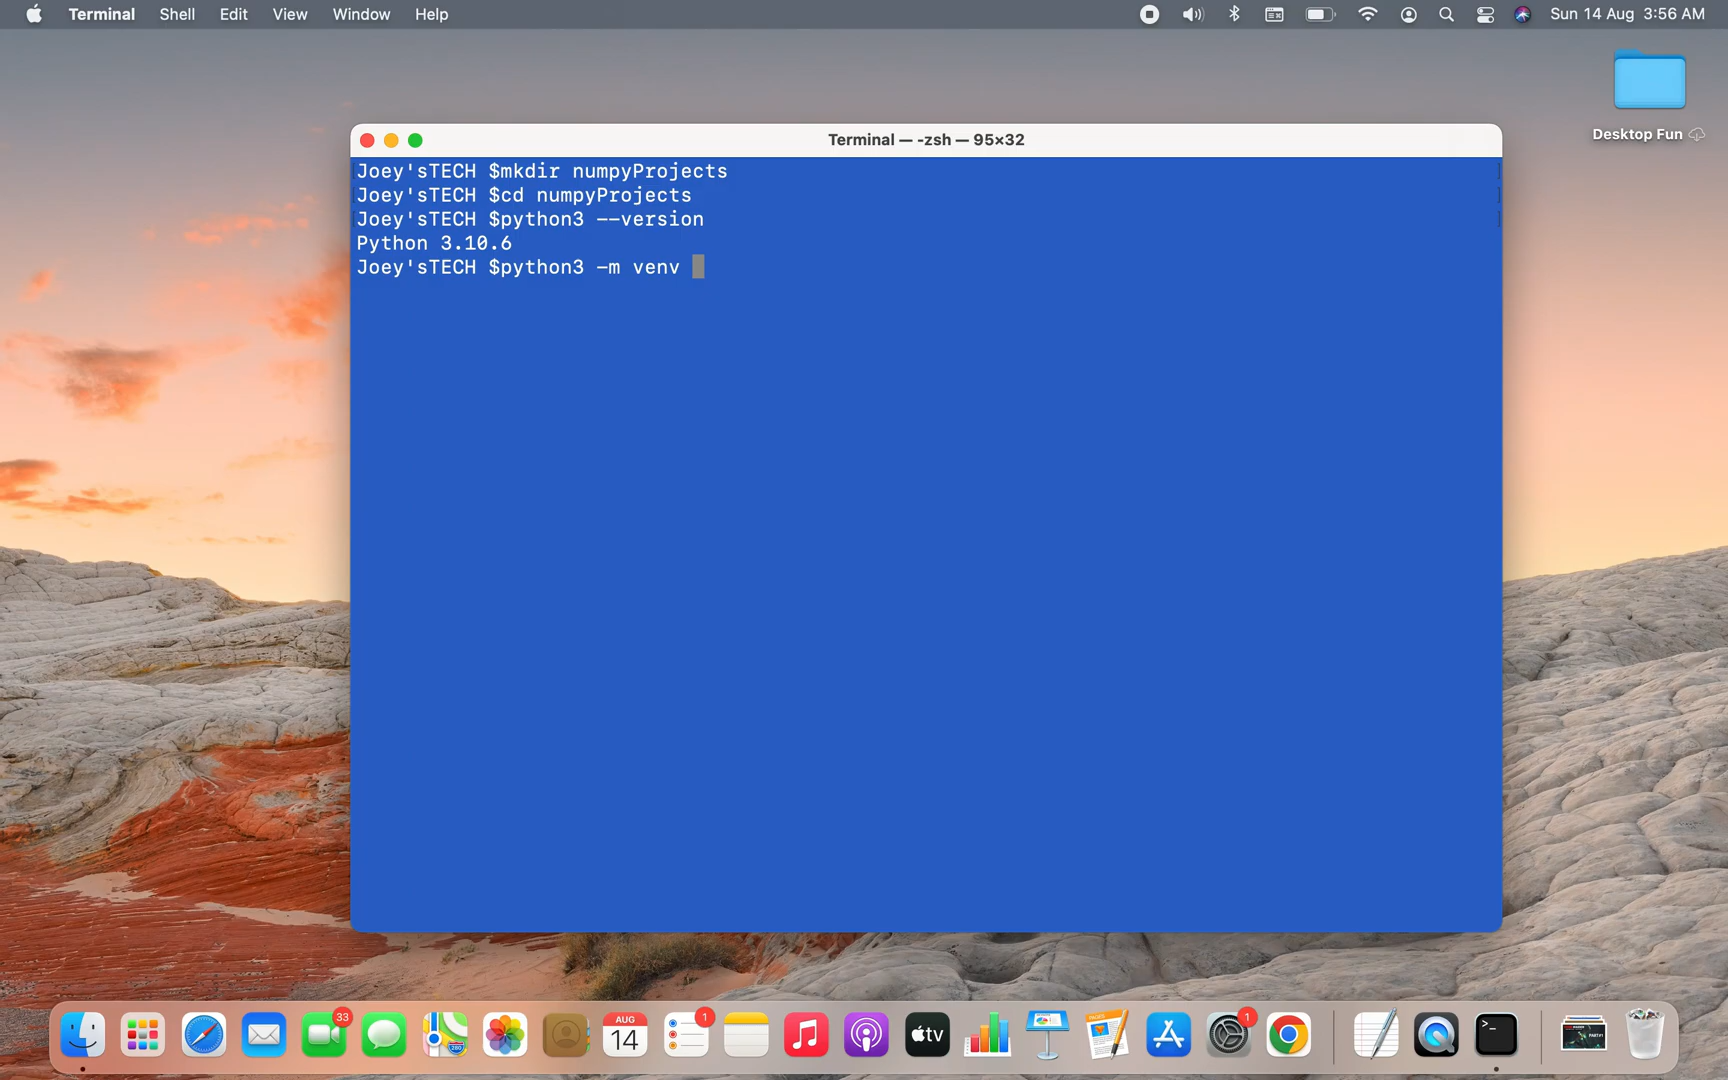 Terminal Shell Edit View Window Help Sun 14 Aug 3:56 AM
Desktop Fun
Terminal — -zsh — 95×32
Joey'sTECH $mkdir numpyProjects
Joey'sTECH $cd numpyProjects
Joey'sTECH $python3 --version
Python 3.10.6
Joey'sTECH $python3 -m venv
33
AUG
14
1
tv
PAGES
1
>_